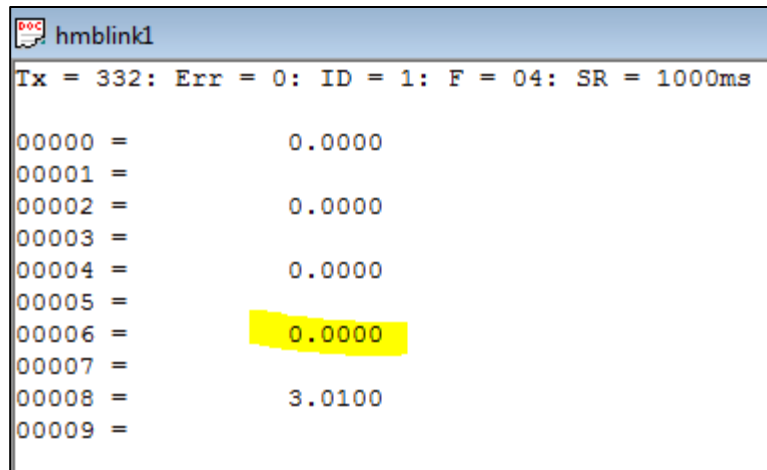 DOC
hmblink1
Tx = 332: Err = 0: ID = 1: F = 04: SR = 1000ms
00000 = 0.0000
00001 =
00002 = 0.0000
00003 =
00004 = 0.0000
00005 =
00006 = 0.0000
00007 =
00008 = 3.0100
00009 =